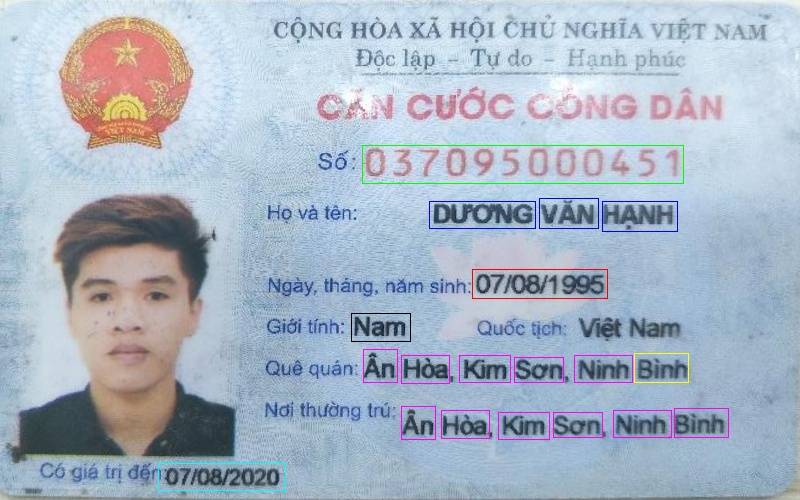 CỘNG HÒA XÃ HỘI CHỦ NGHĨA VIỆT NAM
Độc lập - Tự do - Hạnh phúc
CĂN CƯỚC CÔNG DÂN
VIỆT NAM
Số: 037095000451
Họ và tên: DƯƠNG VĂN HẠNH
Ngày, tháng, năm sinh: 07/08/1995
Giới tính: Nam Quốc tịch: Việt Nam
Quê quán: Ân Hòa, Kim Sơn, Ninh Bình
Nơi thường trú: Ân Hòa, Kim Sơn, Ninh Bình
Có giá trị đến: 07/08/2020